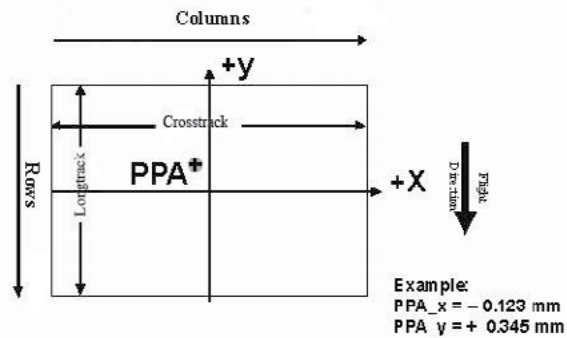 Columns
+y
Crosstrack
Rows
Longtrack
PPA+
+X
Flight
Direction
Example:
PPA_x = - 0.123 mm
PPA_y = + 0.345 mm